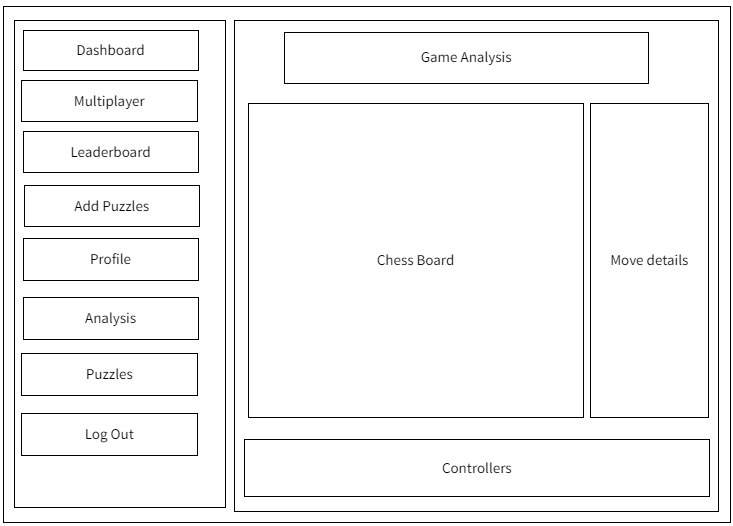 Dashboard
Multiplayer
Leaderboard
Add Puzzles
Profile
Analysis
Puzzles
Log Out
Game Analysis
Chess Board
Move details
Controllers